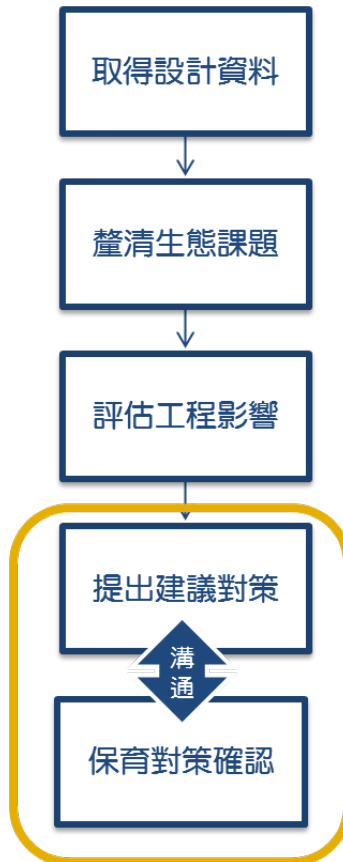 取得設計資料
釐清生態課題
評估工程影響
提出建議對策
溝
通
保育對策確認